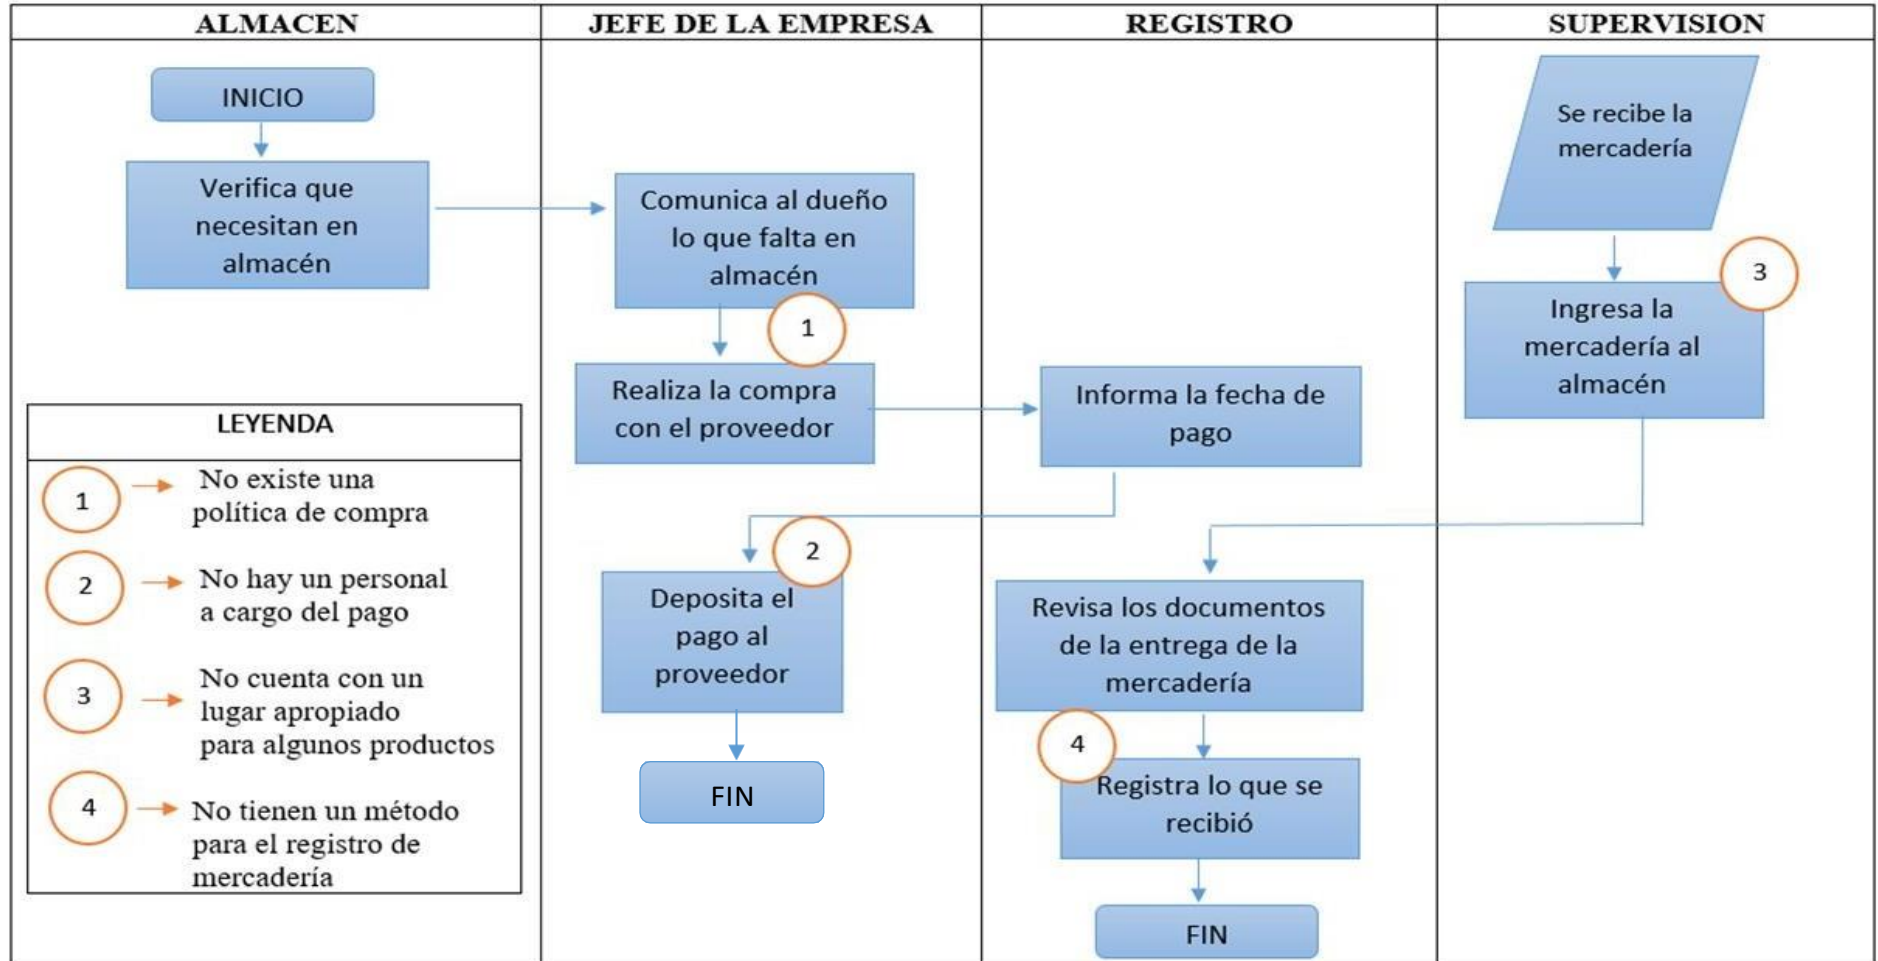 ALMACEN
JEFE DE LA EMPRESA
REGISTRO
SUPERVISION
INICIO
Verifica que
necesitan en
almacén
LEYENDA
1
No existe una
política de compra
2
No hay un personal
a cargo del pago
3
No cuenta con un
lugar apropiado
para algunos productos
4
No tienen un método
para el registro de
mercadería
Comunica al dueño
lo que falta en
almacén
1
Realiza la compra
con el proveedor
2
Deposita el
pago al
proveedor
FIN
Informa la fecha de
pago
Revisa los documentos
de la entrega de la
mercadería
4
Registra lo que se
recibió
FIN
Se recibe la
mercadería
3
Ingresa la
mercadería al
almacén